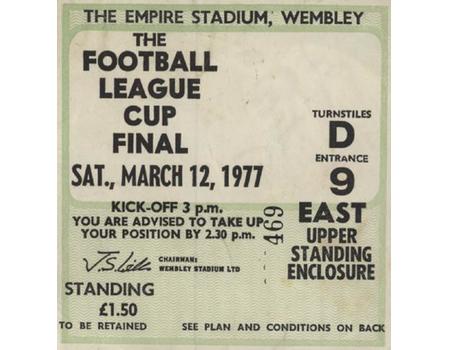 THE EMPIRE STADIUM, WEMBLEY
THE
FOOTBALL
LEAGUE
CUP
FINAL
SAT., MARCH 12, 1977
KICK-OFF 3 p.m.
YOU ARE ADVISED TO TAKE UP
YOUR POSITION BY 2.30 p.m.
CHAIRMAN:
WEMBLEY STADIUM LTD
STANDING
£1.50
TO BE RETAINED
469
TURNSTILES
D
ENTRANCE
9
EAST
UPPER
STANDING
ENCLOSURE
SEE PLAN AND CONDITIONS ON BACK